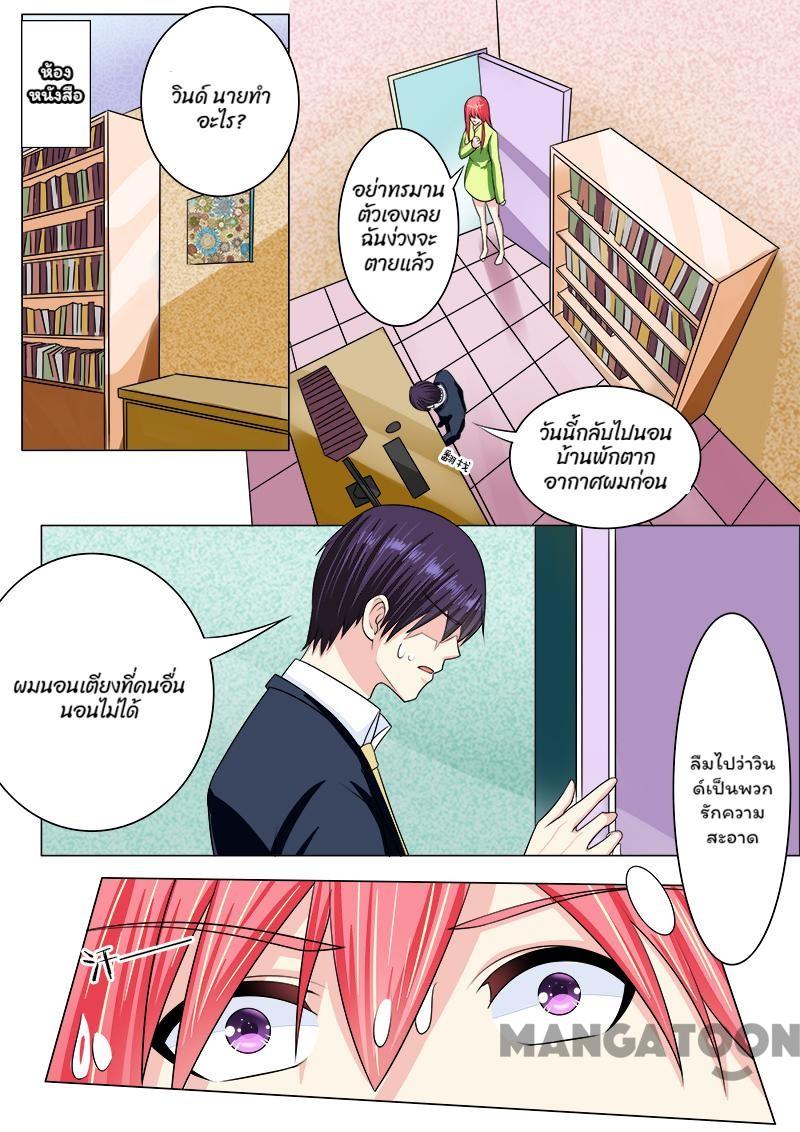 ห้อง
หนังสือ
วินด์ นายทำ
อะไร?
อย่าทรมาน
ตัวเองเลย
ฉันง่วงจะ
ตายแล้ว
วันนี้กลับไปนอน
บ้านพักตาก
อากาศผมก่อน
翻找
ผมนอนเตียงที่คนอื่น
นอนไม่ได้
ลืมไปว่าวิน
ด์เป็นพวก
รักความ
สะอาด
汗
MANGATOON